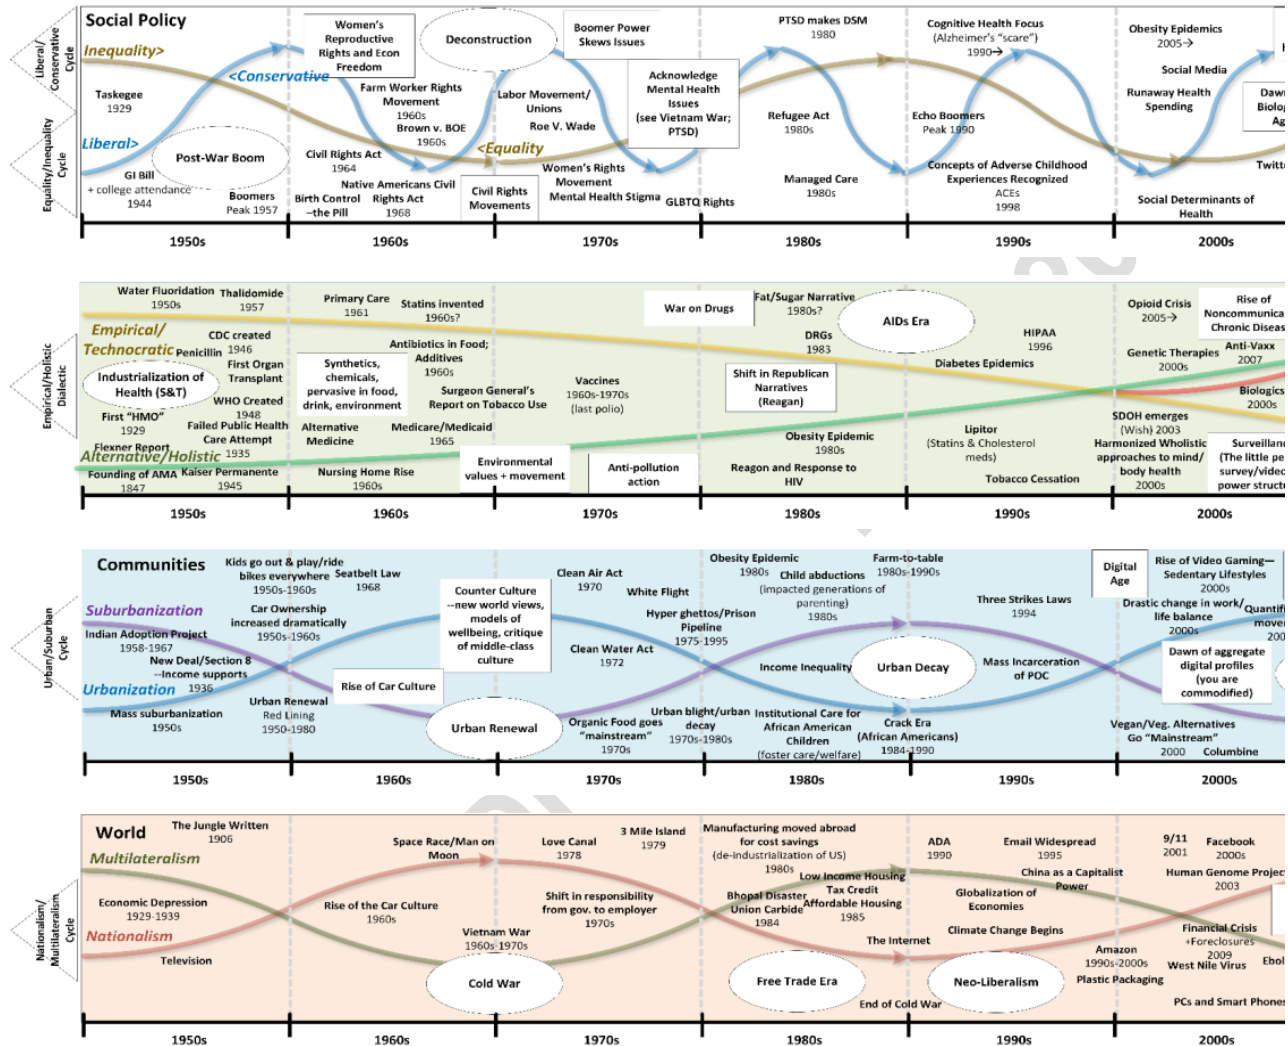 Social Policy
Liberal/
Conservative
Cycle
Equality/Inequality
Cycle
Inequality>
<Conservative
Liberal>
<Equality
Taskegee
1929
Post-War Boom
GI Bill
+ college attendance
1944
Boomers
Peak 1957
Women's
Reproductive
Rights and Econ
Freedom
Farm Worker Rights
Movement
1960s
Brown v. BOE
1960s
Civil Rights Act
1964
Native Americans Civil
Rights Act
1968
Birth Control
–the Pill
Deconstruction
Civil Rights
Movements
Labor Movement/
Unions
Roe V. Wade
Boomer Power
Skews Issues
Women's Rights
Movement
Mental Health Stigma
Acknowledge
Mental Health
Issues
(see Vietnam War;
PTSD)
GLBTQ Rights
PTSD makes DSM
1980
Refugee Act
1980s
Managed Care
1980s
Cognitive Health Focus
(Alzheimer's "scare")
1990→
Echo Boomers
Peak 1990
Concepts of Adverse Childhood
Experiences Recognized
ACEs
1998
Obesity Epidemics
2005→
Social Media
Runaway Health
Spending
Social Determinants of
Health
Dawn
Biolog
Ag
Twitt
1950s
1960s
1970s
1980s
1990s
2000s
Empirical/Holistic
Dialectic
Water Fluoridation
1950s
Thalidomide
1957
Empirical/
Technocratic
CDC created
1946
Penicillin
First Organ
Transplant
Industrialization of
Health (S&T)
WHO Created
1948
First "HMO"
1929
Failed Public Health
Care Attempt
1935
Flexner Report
Alternative/Holistic
Founding of AMA
1847
Kaiser Permanente
1945
Primary Care
1961
Statins invented
1960s?
Antibiotics in Food;
Additives
1960s
Synthetics,
chemicals,
pervasive in food,
drink, environment
Surgeon General's
Report on Tobacco Use
Alternative
Medicine
Medicare/Medicaid
1965
Nursing Home Rise
1960s
Environmental
values + movement
Vaccines
1960s-1970s
(last polio)
Anti-pollution
action
War on Drugs
Fat/Sugar Narrative
1980s?
DRGs
1983
Shift in Republican
Narratives
(Reagan)
Obesity Epidemic
1980s
Reagon and Response to
HIV
AIDs Era
Diabetes Epidemics
HIPAA
1996
Lipitor
(Statins & Cholesterol
meds)
Tobacco Cessation
Opioid Crisis
2005→
Rise of
Noncommunica
Chronic Diseas
Genetic Therapies
2000s
Anti-Vaxx
2007
Biologics
2000s
SDOH emerges
(Wish) 2003
Harmonized Wholistic
approaches to mind/
body health
2000s
Surveillan
(The little pe
survey/video
power structu
1950s
1960s
1970s
1980s
1990s
2000s
Communities
Urban/Suburban
Cycle
Suburbanization
Urbanization
Kids go out & play/ride
bikes everywhere
1950s-1960s
Car Ownership
increased dramatically
1950s-1960s
Indian Adoption Project
1958-1967
New Deal/Section 8
--Income supports
1936
Mass suburbanization
1950s
Urban Renewal
Red Lining
1950-1980
Seatbelt Law
1968
Rise of Car Culture
Counter Culture
--new world views,
models of
wellbeing, critique
of middle-class
culture
Urban Renewal
Clean Air Act
1970
White Flight
Clean Water Act
1972
Hyper ghettos/Prison
Pipeline
1975-1995
Organic Food goes
"mainstream"
1970s
Urban blight/urban
decay
1970s-1980s
Obesity Epidemic
1980s
Child abductions
(impacted generations of
parenting)
1980s
Income Inequality
Institutional Care for
African American
Children
(foster care/welfare)
Farm-to-table
1980s-1990s
Urban Decay
Crack Era
(African Americans)
1984-1990
Three Strikes Laws
1994
Mass Incarceration
of POC
Digital
Age
Rise of Video Gaming—
Sedentary Lifestyles
2000s
Drastic change in work/
life balance
2000s
Quantifi
movem
Dawn of aggregate
digital profiles
(you are
commodified)
Vegan/Veg. Alternatives
Go "Mainstream"
2000
Columbine
1950s
1960s
1970s
1980s
1990s
2000s
World
Nationalism/
Multilateralism
Cycle
Multilateralism
Nationalism
The Jungle Written
1906
Economic Depression
1929-1939
Television
Space Race/Man on
Moon
Rise of the Car Culture
1960s
Vietnam War
1960s-1970s
Cold War
Love Canal
1978
3 Mile Island
1979
Shift in responsibility
from gov. to employer
1970s
Manufacturing moved abroad
for cost savings
(de-industrialization of US)
1980s
Low Income Housing
Tax Credit
Affordable Housing
1985
Bhopal Disaster
Union Carbide
1984
Free Trade Era
The Internet
End of Cold War
ADA
1990
Email Widespread
1995
China as a Capitalist
Power
Globalization of
Economies
Climate Change Begins
Neo-Liberalism
Amazon
1990s-2000s
Plastic Packaging
9/11
2001
Facebook
2000s
Human Genome Project
2003
Financial Crisis
+Foreclosures
2009
West Nile Virus
Ebol
PCs and Smart Phones
1950s
1960s
1970s
1980s
1990s
2000s